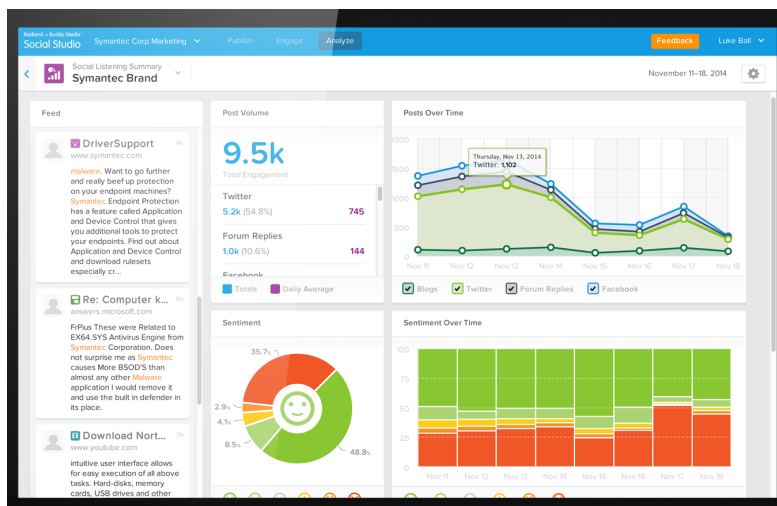 Radian6 + Buddy Media
Social Studio
Symantec Corp Marketing
Publish
Engage
Analyze
Feedback
Luke Ball
Social Listening Summary
Symantec Brand
November 11–18, 2014
Feed
DriverSupport
4h
www.symantec.com
malware. Want to go further
and really beef up protection
on your endpoint machines?
Symantec Endpoint Protection
has a feature called Application
and Device Control that gives
you additional tools to protect
your endpoints. Find out about
Application and Device Control
and download rulesets
especially cr...
Re: Computer k...
5h
answers.microsoft.com
FrPlus These were Related to
EX64.SYS Antivirus Engine from
Symantec Corporation. Does
not surprise me as Symantec
causes More BSOD'S than
almost any other Malware
application I would remove it
and use the built in defender in
its place.
Download Nort...
7h
www.youtube.com
intuitive user interface allows
for easy execution of all above
tasks. Hard-disks, memory
cards, USB drives and other
Post Volume
9.5k
Total Engagement
Twitter
5.2k (54.8%)
745
Forum Replies
1.0k (10.6%)
144
Facebook
Totals
Daily Average
Posts Over Time
2000
1500
1000
500
0
Thursday, Nov 13, 2014
Twitter: 1,102
Nov 11
Nov 12
Nov 13
Nov 14
Nov 15
Nov 16
Nov 17
Nov 18
Blogs
Twitter
Forum Replies
Facebook
Sentiment
35.7%
2.9%
4.1%
8.5%
48.8%
Sentiment Over Time
100
75
50
25
0
Nov 11
Nov 12
Nov 13
Nov 14
Nov 15
Nov 16
Nov 17
Nov 18